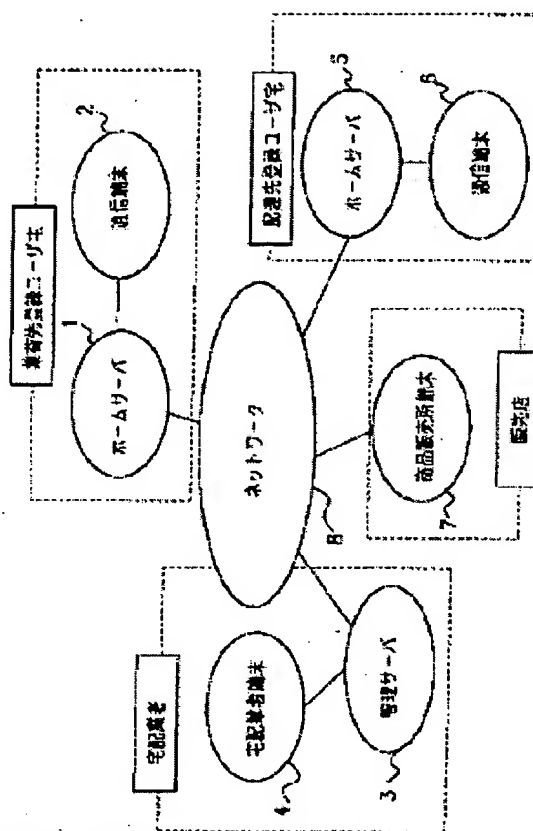 集荷先登録ユーザ宅
1
ホームサーバ
2
通信端末
配達先登録ユーザ宅
5
ホームサーバ
6
通信端末
ネットワーク
8
宅配業者
4
宅配業者端末
3
管理サーバ
7
商品販売所端末
販売店